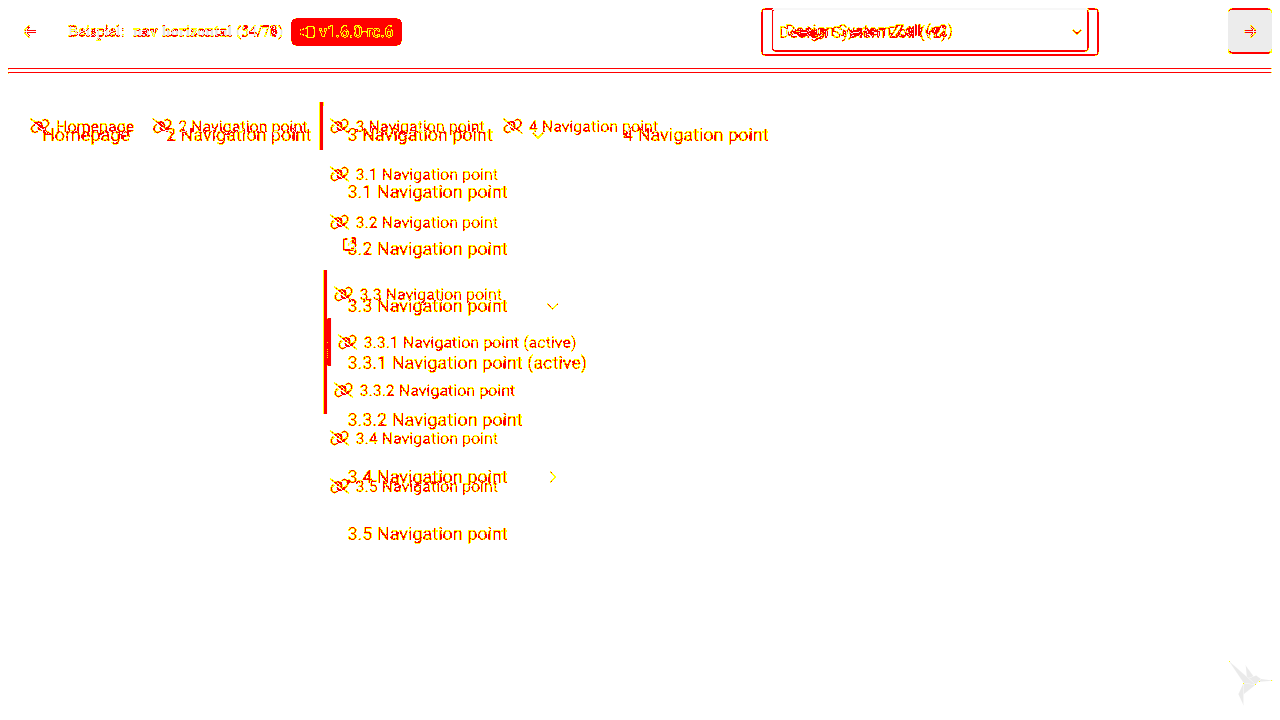 Beispiel: nav horizontal (34/70) v1.6.0-rc.6 Design System Zoll (v2)
Homepage 2 Navigation point 3 Navigation point 4 Navigation point
Homepage 2 Navigation point 3 Navigation point 4 Navigation point
3.1 Navigation point
3.1 Navigation point
3.2 Navigation point
3.2 Navigation point
3.3 Navigation point
3.3 Navigation point
3.3.1 Navigation point (active)
3.3.1 Navigation point (active)
3.3.2 Navigation point
3.3.2 Navigation point
3.4 Navigation point
3.4 Navigation point
3.5 Navigation point
3.5 Navigation point